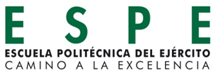 ESPE
ESCUELA POLITÉCNICA DEL EJÉRCITO
CAMINO A LA EXCELENCIA